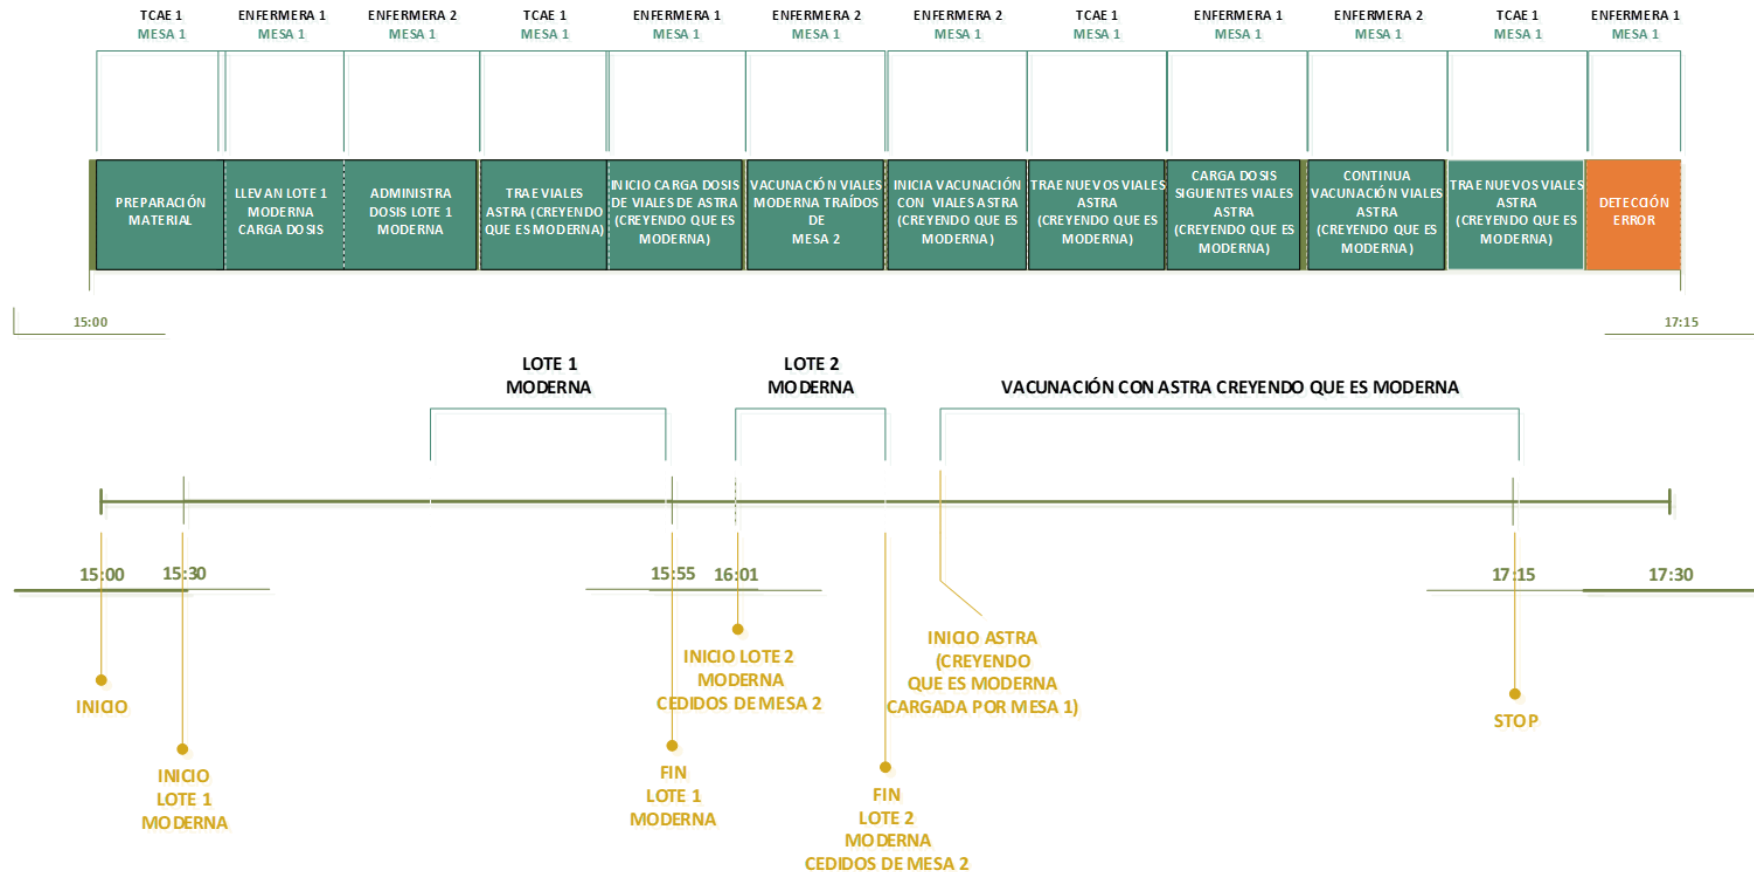 TCAE 1
MESA 1
ENFERMERA 1
MESA 1
ENFERMERA 2
MESA 1
TCAE 1
MESA 1
ENFERMERA 1
MESA 1
ENFERMERA 2
MESA 1
ENFERMERA 2
MESA 1
TCAE 1
MESA 1
ENFERMERA 1
MESA 1
ENFERMERA 2
MESA 1
TCAE 1
MESA 1
ENFERMERA 1
MESA 1
PREPARACIÓN
MATERIAL
LLEVAN LOTE 1
MODERNA
CARGA DOSIS
ADMINISTRA
DOSIS LOTE 1
MODERNA
TRAE VIALES
ASTRA (CREYENDO
QUE ES MODERNA)
INICIO CARGA DOSIS
DE VIALES DE ASTRA
(CREYENDO QUE ES
MODERNA)
VACUNACIÓN VIALES
MODERNA TRAÍDOS
DE
MESA 2
INICIA VACUNACIÓN
CON VIALES ASTRA
(CREYENDO QUE ES
MODERNA)
TRAE NUEVOS VIALES
ASTRA
(CREYENDO QUE ES
MODERNA)
CARGA DOSIS
SIGUIENTES VIALES
ASTRA
(CREYENDO QUE ES
MODERNA)
CONTINUA
VACUNACIÓN VIALES
ASTRA
(CREYENDO QUE ES
MODERNA)
TRAE NUEVOS VIALES
ASTRA
(CREYENDO QUE ES
MODERNA)
DETECCIÓN
ERROR
15:00
17:15
LOTE 1
MODERNA
LOTE 2
MODERNA
VACUNACIÓN CON ASTRA CREYENDO QUE ES MODERNA
15:00
15:30
15:55
16:01
17:15
17:30
INICIO
INICIO
LOTE 1
MODERNA
FIN
LOTE 1
MODERNA
INICIO LOTE 2
MODERNA
CEDIDOS DE MESA 2
FIN
LOTE 2
MODERNA
CEDIDOS DE MESA 2
INICIO ASTRA
(CREYENDO
QUE ES MODERNA
CARGADA POR MESA 1)
STOP